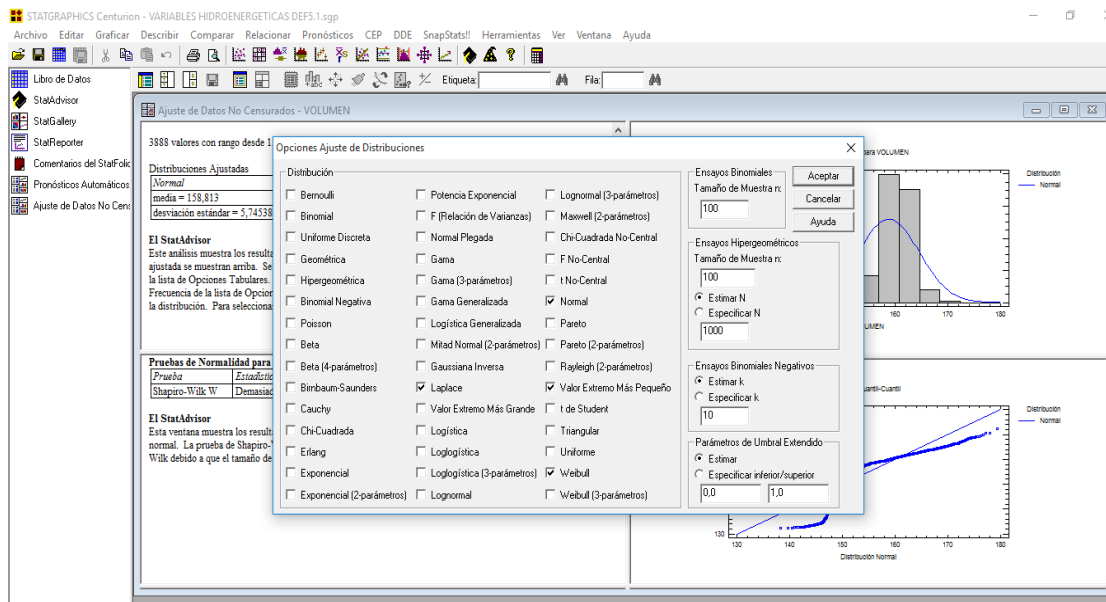 STATGRAPHICS Centurion - VARIABLES HIDROENERGETICAS DEF5.1.sgp
Archivo Editar Graficar Describir Comparar Relacionar Pronósticos CEP DDE SnapStats!! Herramientas Ver Ventana Ayuda
Etiqueta: Fila:
Libro de Datos
StatAdvisor
StatGallery
StatReporter
Comentarios del StatFolio
Pronósticos Automáticos
Ajuste de Datos No Cens
Ajuste de Datos No Censurados - VOLUMEN
3888 valores con rango desde 1
Distribuciones Ajustadas
Normal
media = 158,813
desviación estándar = 5,74538
El StatAdvisor
Este análisis muestra los resulta
ajustada se muestran arriba. Se
la lista de Opciones Tabulares.
Frecuencia de la lista de Opcion
la distribución. Para selecciona
Pruebas de Normalidad para
Prueba Estadístic
Shapiro-Wilk W Demasiad
El StatAdvisor
Esta ventana muestra los result
normal. La prueba de Shapiro-
Wilk debido a que el tamaño de
Opciones Ajuste de Distribuciones
Distribución
Bernoulli
Binomial
Uniforme Discreta
Geométrica
Hipergeométrica
Binomial Negativa
Poisson
Beta
Beta (4-parámetros)
Birnbaum-Saunders
Cauchy
Chi-Cuadrada
Erlang
Exponencial
Exponencial (2-parámetros)
Potencia Exponencial
F (Relación de Varianzas)
Normal Plegada
Gama
Gama (3-parámetros)
Gama Generalizada
Logística Generalizada
Mitad Normal (2-parámetros)
Gaussiana Inversa
Laplace
Valor Extremo Más Grande
Logística
Loglogística
Loglogística (3-parámetros)
Lognormal
Lognormal (3-parámetros)
Maxwell (2-parámetros)
Chi-Cuadrada No-Central
F No-Central
t No-Central
Normal
Pareto
Pareto (2-parámetros)
Rayleigh (2-parámetros)
Valor Extremo Más Pequeño
t de Student
Triangular
Uniforme
Weibull
Weibull (3-parámetros)
Ensayos Binomiales
Tamaño de Muestra n:
100
Ensayos Hipergeométricos
Tamaño de Muestra n:
100
Estimar N
Especificar N
1000
Ensayos Binomiales Negativos
Estimar k
Especificar k
10
Parámetros de Umbral Extendido
Estimar
Especificar inferior/superior
0,0 1,0
Aceptar
Cancelar
Ayuda
para VOLUMEN
Distribución
Normal
160 170 180
UMEN
uantil-Cuantil
Distribución
Normal
130
130 140 150 160 170 180
Distribución Normal